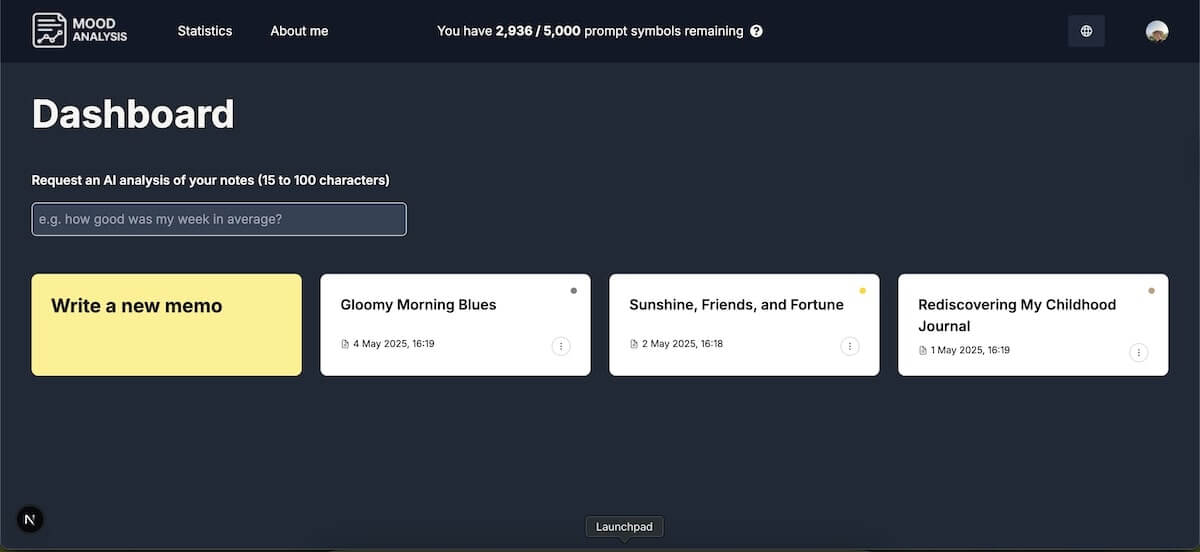 MOOD
ANALYSIS
Statistics
About me
You have 2,936 / 5,000 prompt symbols remaining ?
Dashboard
Request an AI analysis of your notes (15 to 100 characters)
e.g. how good was my week in average?
Write a new memo
Gloomy Morning Blues
4 May 2025, 16:19
Sunshine, Friends, and Fortune
2 May 2025, 16:18
Rediscovering My Childhood
Journal
1 May 2025, 16:19
N
Launchpad